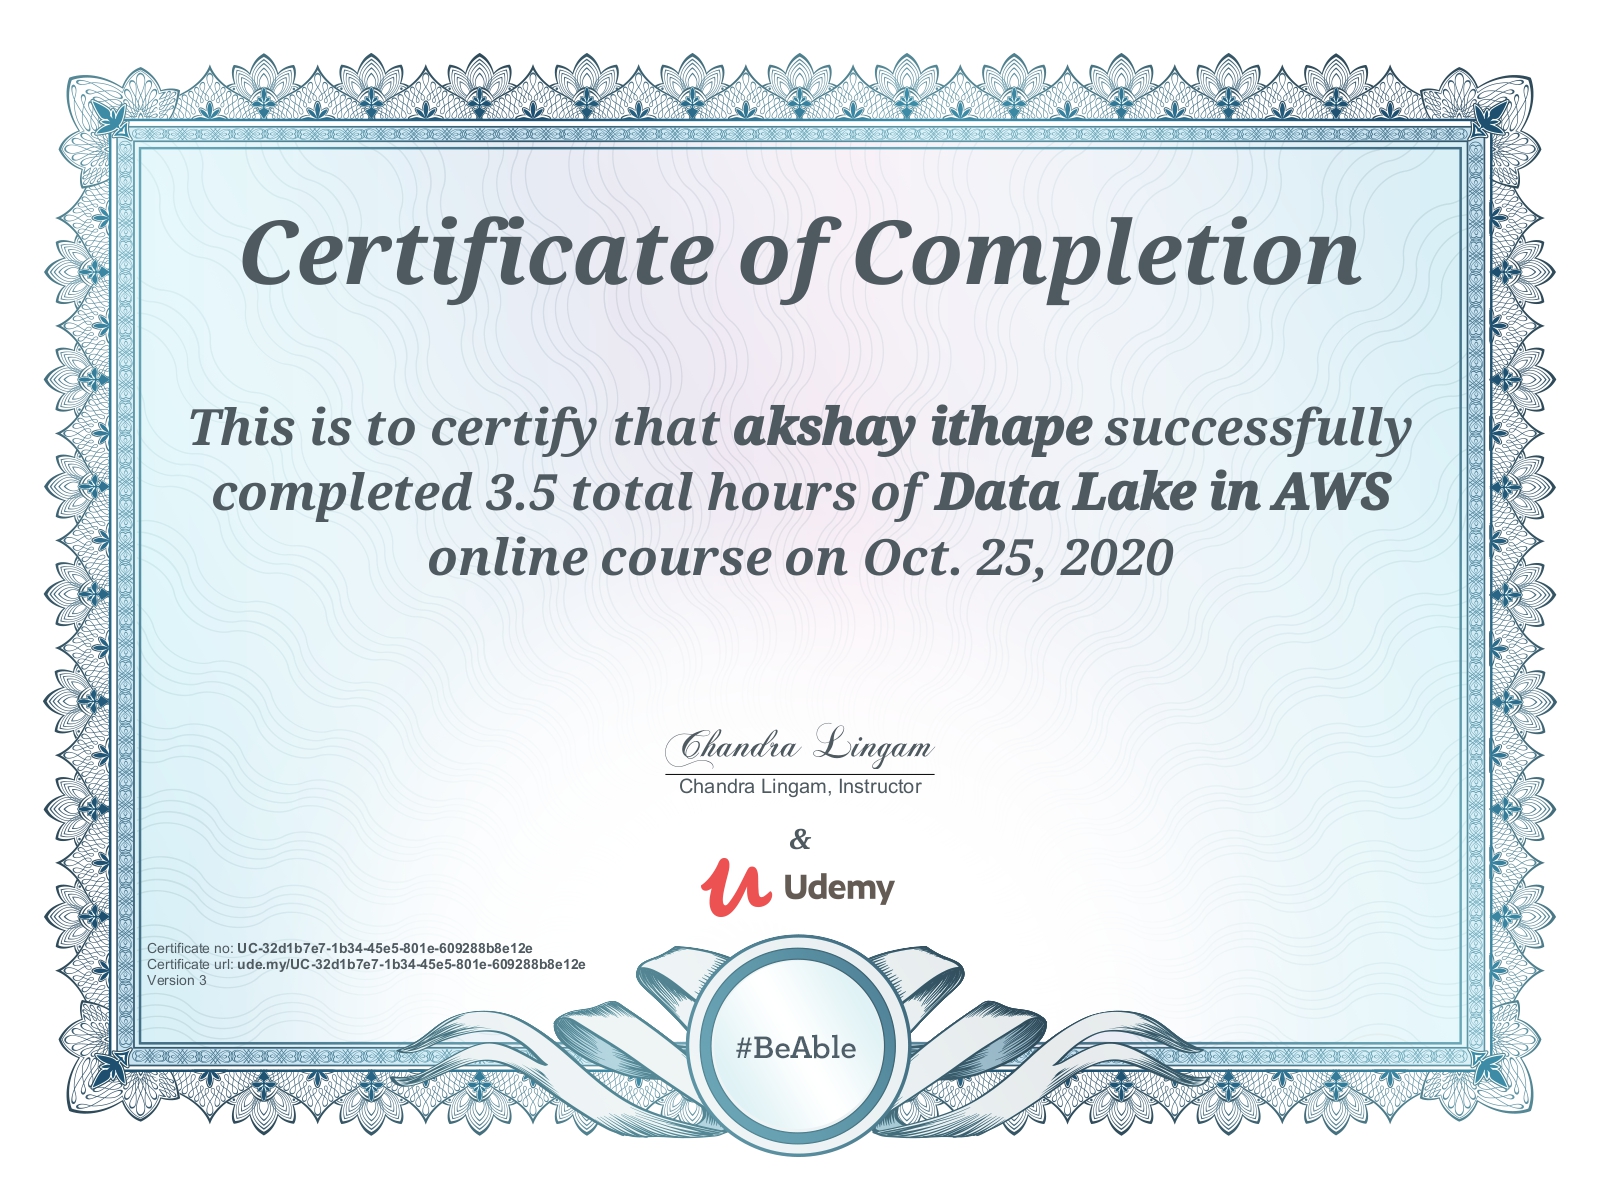 Certificate of Completion
This is to certify that akshay ithape successfully
completed 3.5 total hours of Data Lake in AWS
online course on Oct. 25, 2020
Chandra Lingam
Chandra Lingam, Instructor
&
Udemy
Certificate no: UC-32d1b7e7-1b34-45e5-801e-609288b8e12e
Certificate url: ude.my/UC-32d1b7e7-1b34-45e5-801e-609288b8e12e
Version 3
#BeAble